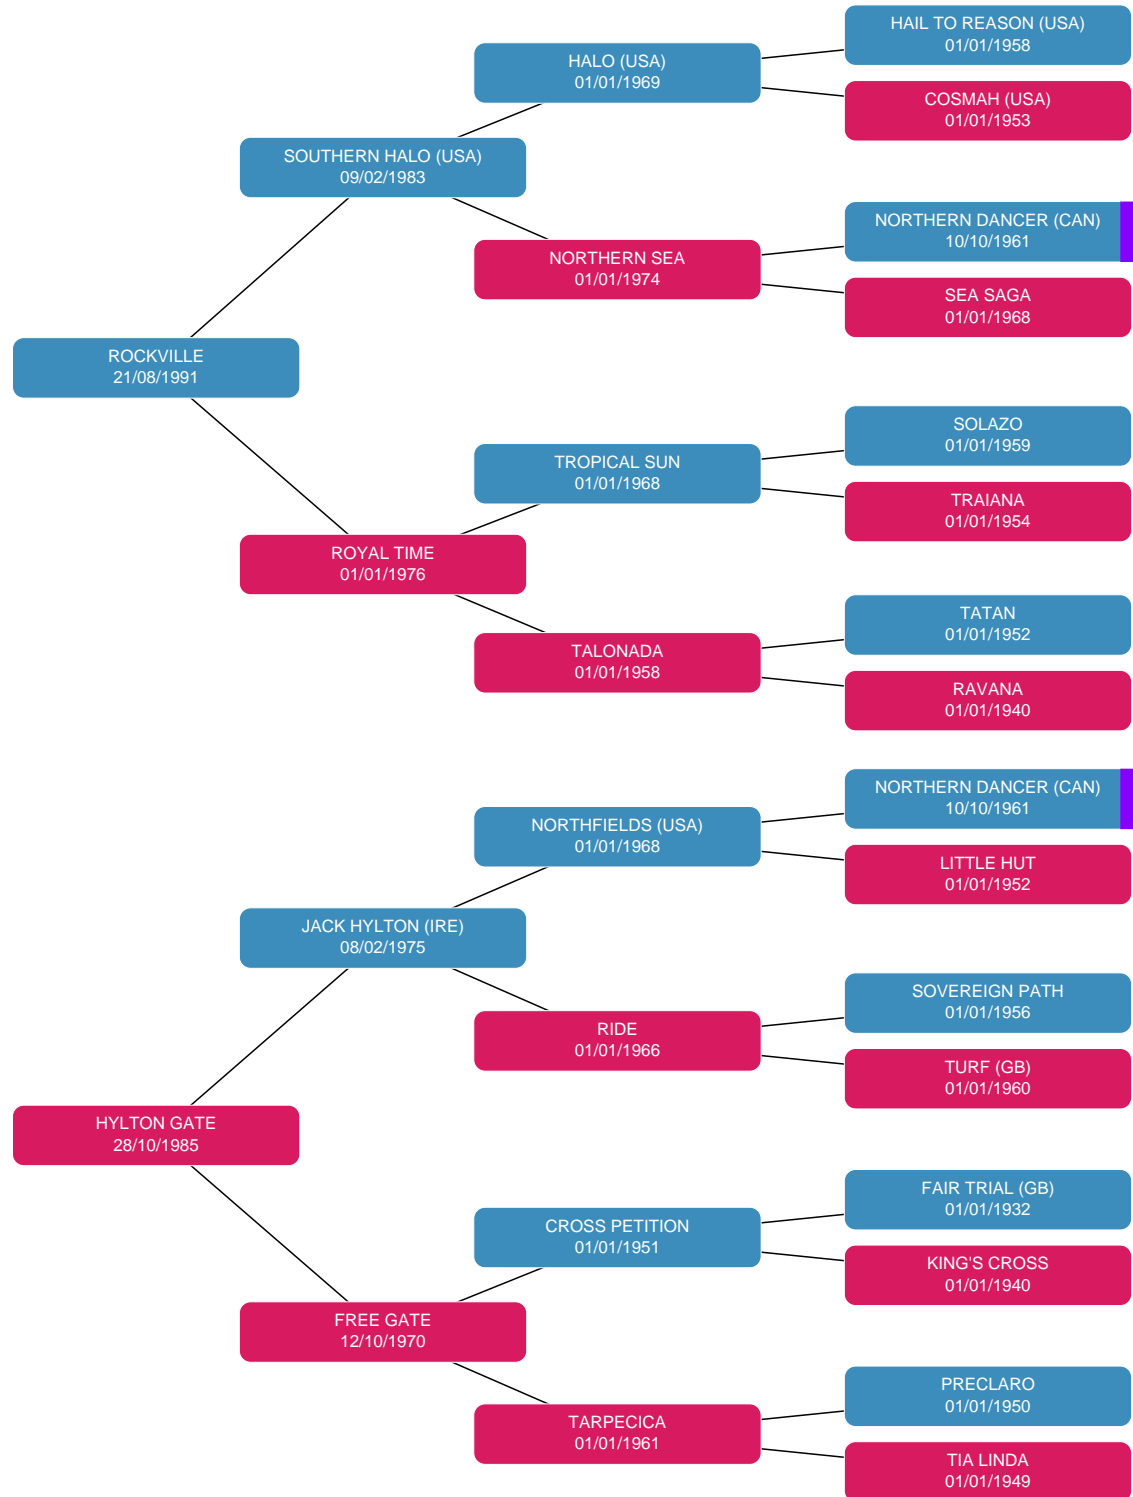 HAIL TO REASON (USA)
01/01/1958
HALO (USA)
01/01/1969
COSMAH (USA)
01/01/1953
SOUTHERN HALO (USA)
09/02/1983
NORTHERN DANCER (CAN)
10/10/1961
NORTHERN SEA
01/01/1974
SEA SAGA
01/01/1968
ROCKVILLE
21/08/1991
SOLAZO
01/01/1959
TROPICAL SUN
01/01/1968
TRAIANA
01/01/1954
ROYAL TIME
01/01/1976
TATAN
01/01/1952
TALONADA
01/01/1958
RAVANA
01/01/1940
NORTHERN DANCER (CAN)
10/10/1961
NORTHFIELDS (USA)
01/01/1968
LITTLE HUT
01/01/1952
JACK HYLTON (IRE)
08/02/1975
SOVEREIGN PATH
01/01/1956
RIDE
01/01/1966
TURF (GB)
01/01/1960
HYLTON GATE
28/10/1985
FAIR TRIAL (GB)
01/01/1932
CROSS PETITION
01/01/1951
KING'S CROSS
01/01/1940
FREE GATE
12/10/1970
PRECLARO
01/01/1950
TARPECICA
01/01/1961
TIA LINDA
01/01/1949